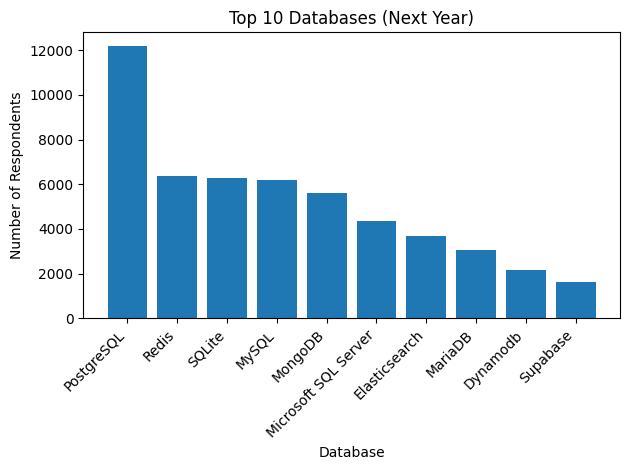 Top 10 Databases (Next Year)
Number of Respondents
12000
10000
8000
6000
4000
2000
0
PostgreSQL
Redis
SQLite
MySQL
MongoDB
Microsoft SQL Server
Elasticsearch
MariaDB
Dynamodb
Supabase
Database